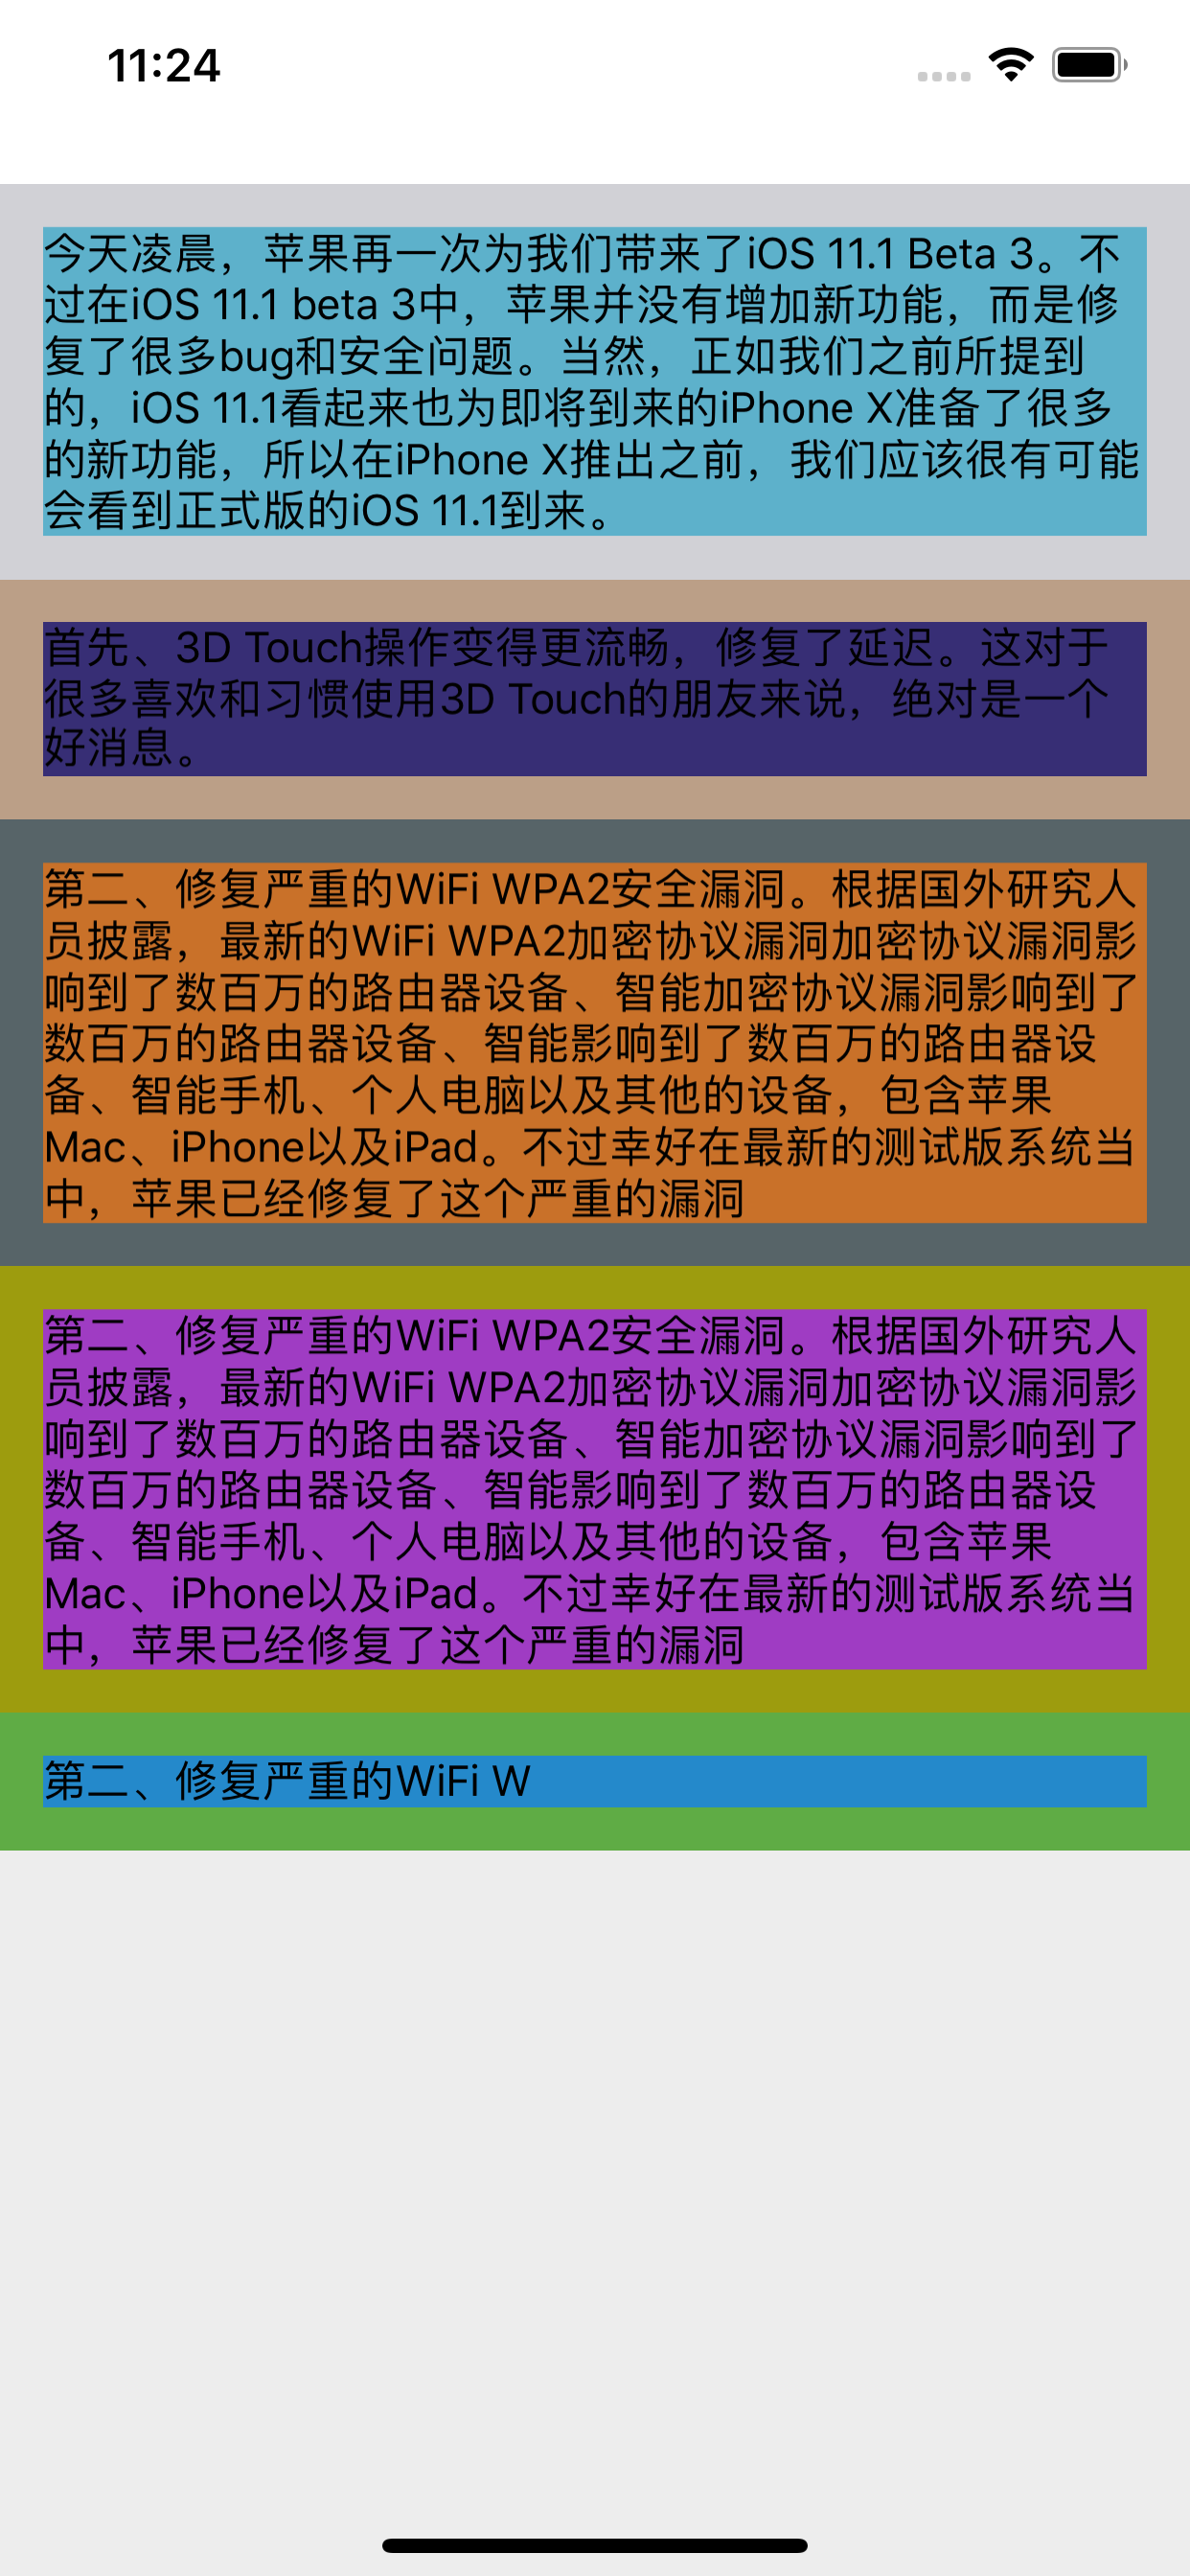 11:24
今天凌晨，苹果再一次为我们带来了iOS 11.1 Beta 3。不
过在iOS 11.1 beta 3中，苹果并没有增加新功能，而是修
复了很多bug和安全问题。当然，正如我们之前所提到
的，iOS 11.1看起来也为即将到来的iPhone X准备了很多
的新功能，所以在iPhone X推出之前，我们应该很有可能
会看到正式版的iOS 11.1到来。
首先、3D Touch操作变得更流畅，修复了延迟。这对于
很多喜欢和习惯使用3D Touch的朋友来说，绝对是一个
好消息。
第二、修复严重的WiFi WPA2安全漏洞。根据国外研究人
员披露，最新的WiFi WPA2加密协议漏洞加密协议漏洞影
响到了数百万的路由器设备、智能加密协议漏洞影响到了
数百万的路由器设备、智能影响到了数百万的路由器设
备、智能手机、个人电脑以及其他的设备，包含苹果
Mac、iPhone以及iPad。不过幸好在最新的测试版系统当
中，苹果已经修复了这个严重的漏洞
第二、修复严重的WiFi WPA2安全漏洞。根据国外研究人
员披露，最新的WiFi WPA2加密协议漏洞加密协议漏洞影
响到了数百万的路由器设备、智能加密协议漏洞影响到了
数百万的路由器设备、智能影响到了数百万的路由器设
备、智能手机、个人电脑以及其他的设备，包含苹果
Mac、iPhone以及iPad。不过幸好在最新的测试版系统当
中，苹果已经修复了这个严重的漏洞
第二、修复严重的WiFi W